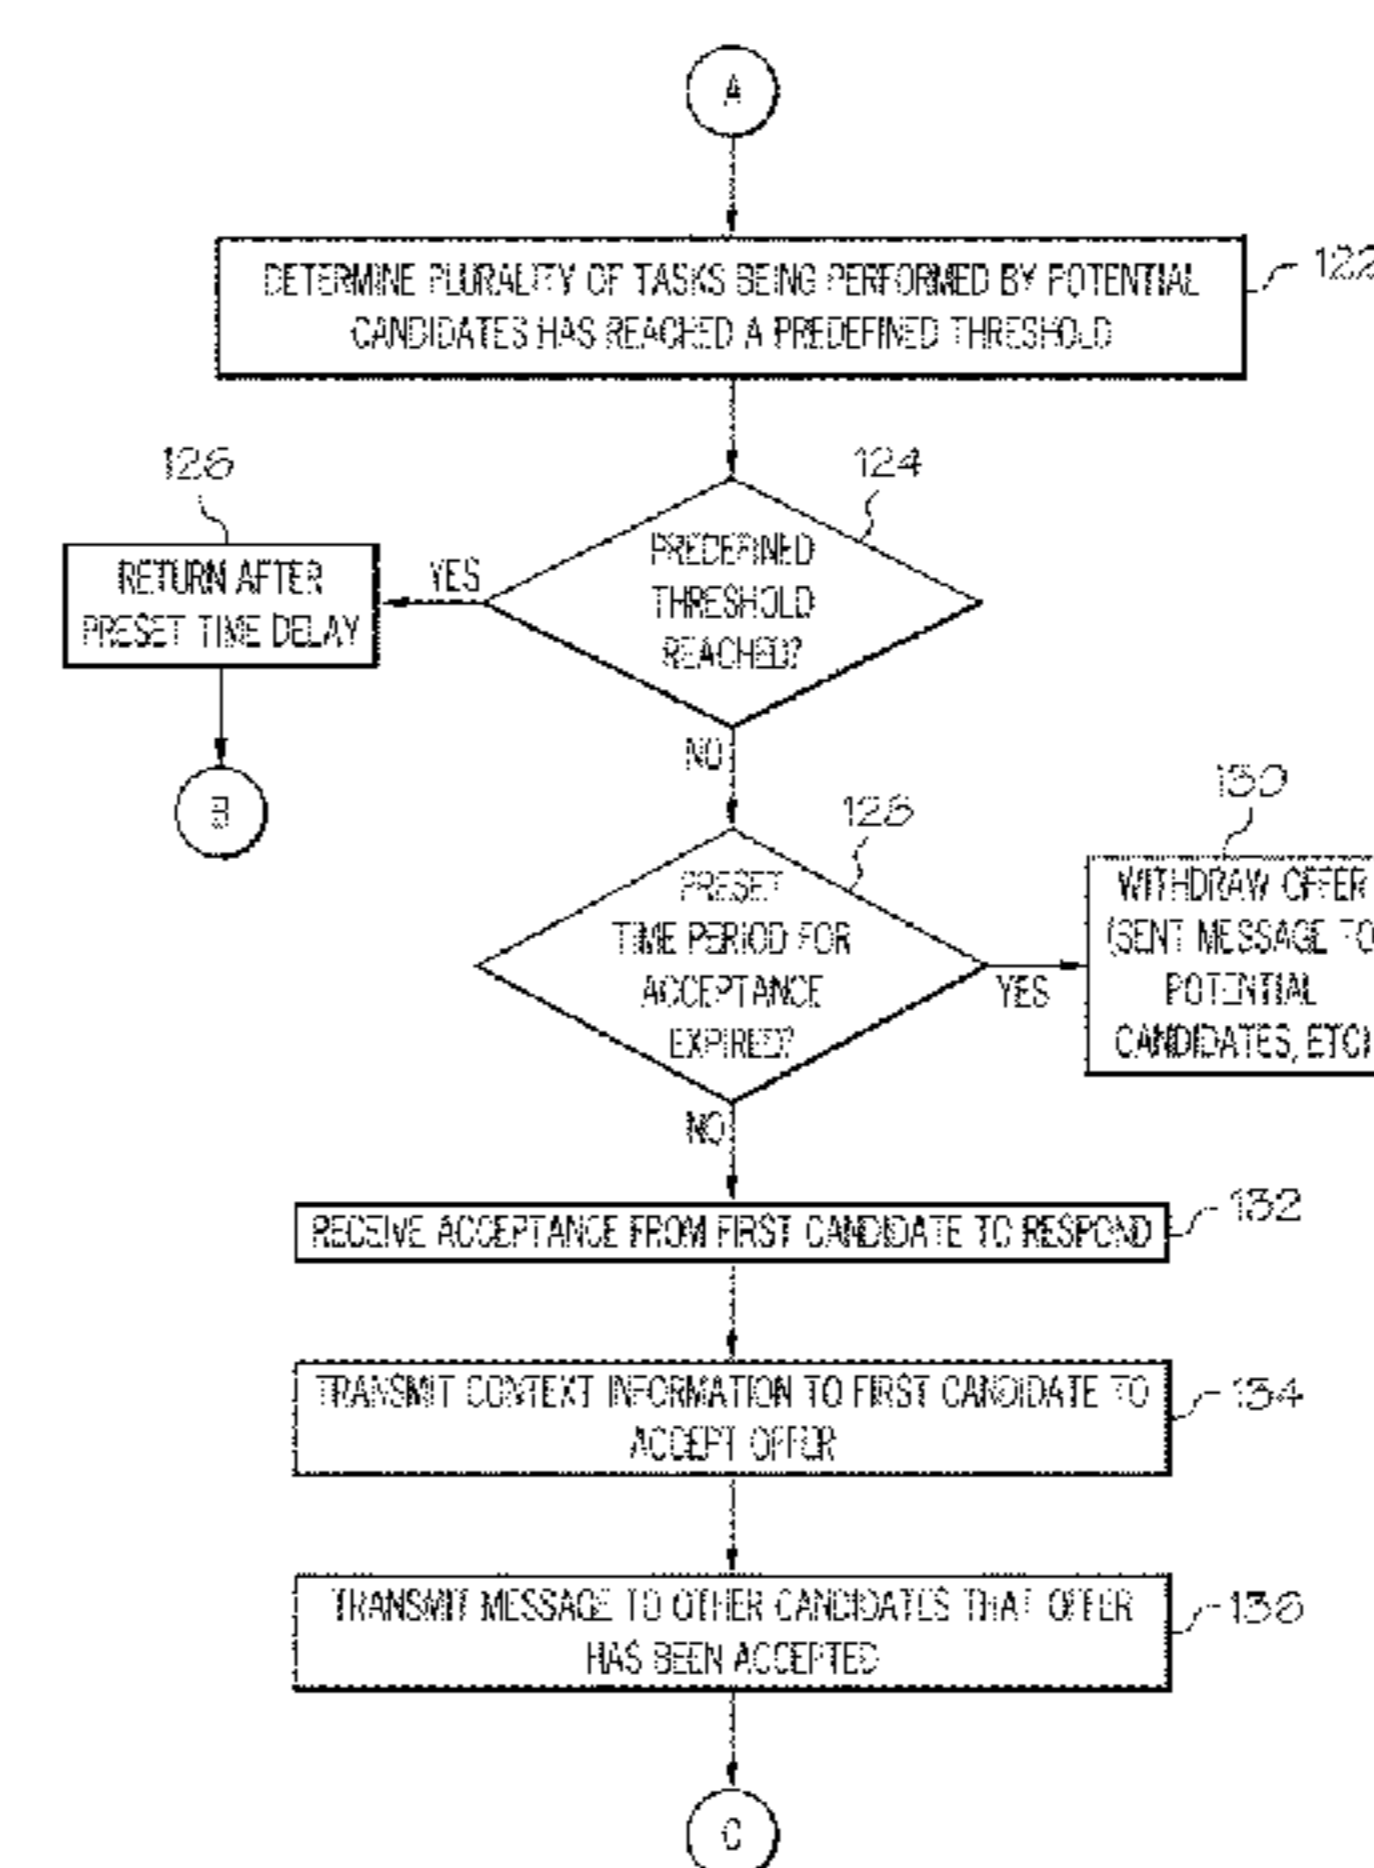 A
DETERMINE PLURALITY OF TASKS BEING PERFORMED BY POTENTIAL
CANDIDATES HAS REACHED A PREDEFINED THRESHOLD
122
124
126
PREDEFINED
THRESHOLD
REACHED?
YES
RETURN AFTER
PRESET TIME DELAY
B
NO
128
PRESET
TIME PERIOD FOR
ACCEPTANCE
EXPIRED?
YES
130
WITHDRAW OFFER
(SENT MESSAGE TO
POTENTIAL
CANDIDATES, ETC)
NO
RECEIVE ACCEPTANCE FROM FIRST CANDIDATE TO RESPOND
132
TRANSMIT CONTEXT INFORMATION TO FIRST CANDIDATE TO
ACCEPT OFFER
134
TRANSMIT MESSAGE TO OTHER CANDIDATES THAT OFFER
HAS BEEN ACCEPTED
136
C